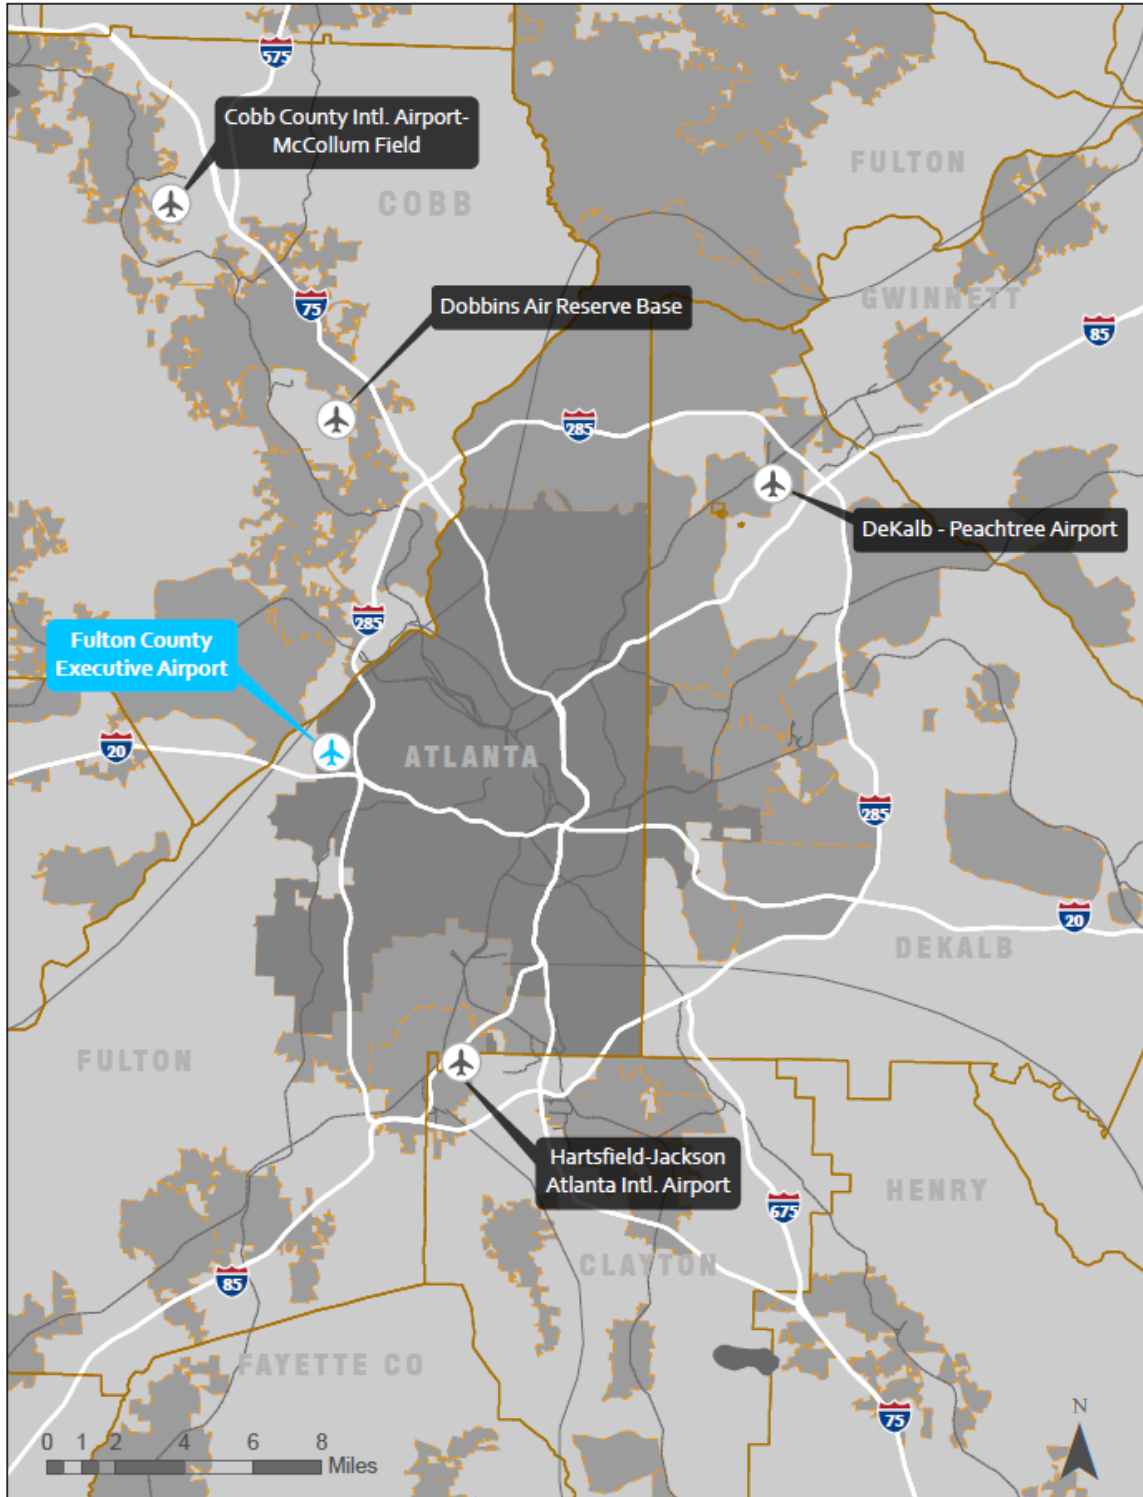 575
Cobb County Intl. Airport-
McCollum Field
FULTON
COBB
GWINNETT
Dobbins Air Reserve Base
75
85
285
DeKalb - Peachtree Airport
285
Fulton County
Executive Airport
20
ATLANTA
285
20
DEKALB
FULTON
Hartsfield-Jackson
Atlanta Intl. Airport
HENRY
675
CLAYTON
85
FAYETTE CO
75
N
0 1 2 4 6 8
Miles